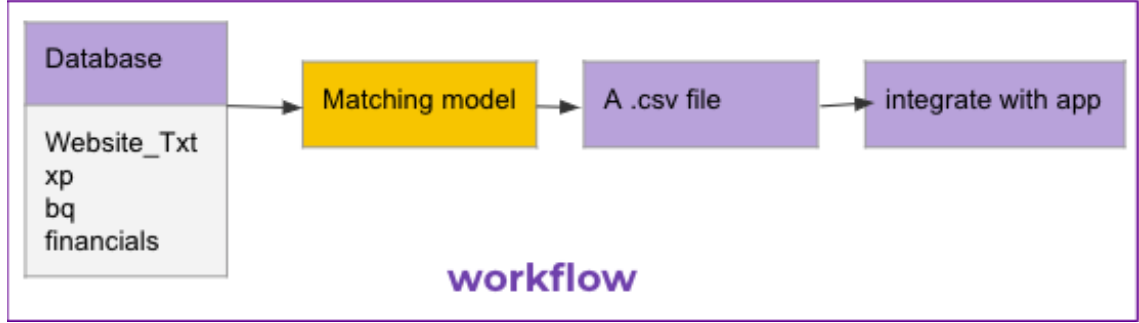 Database
Website_Txt
xp
bq
financials
Matching model
A .csv file
integrate with app
workflow